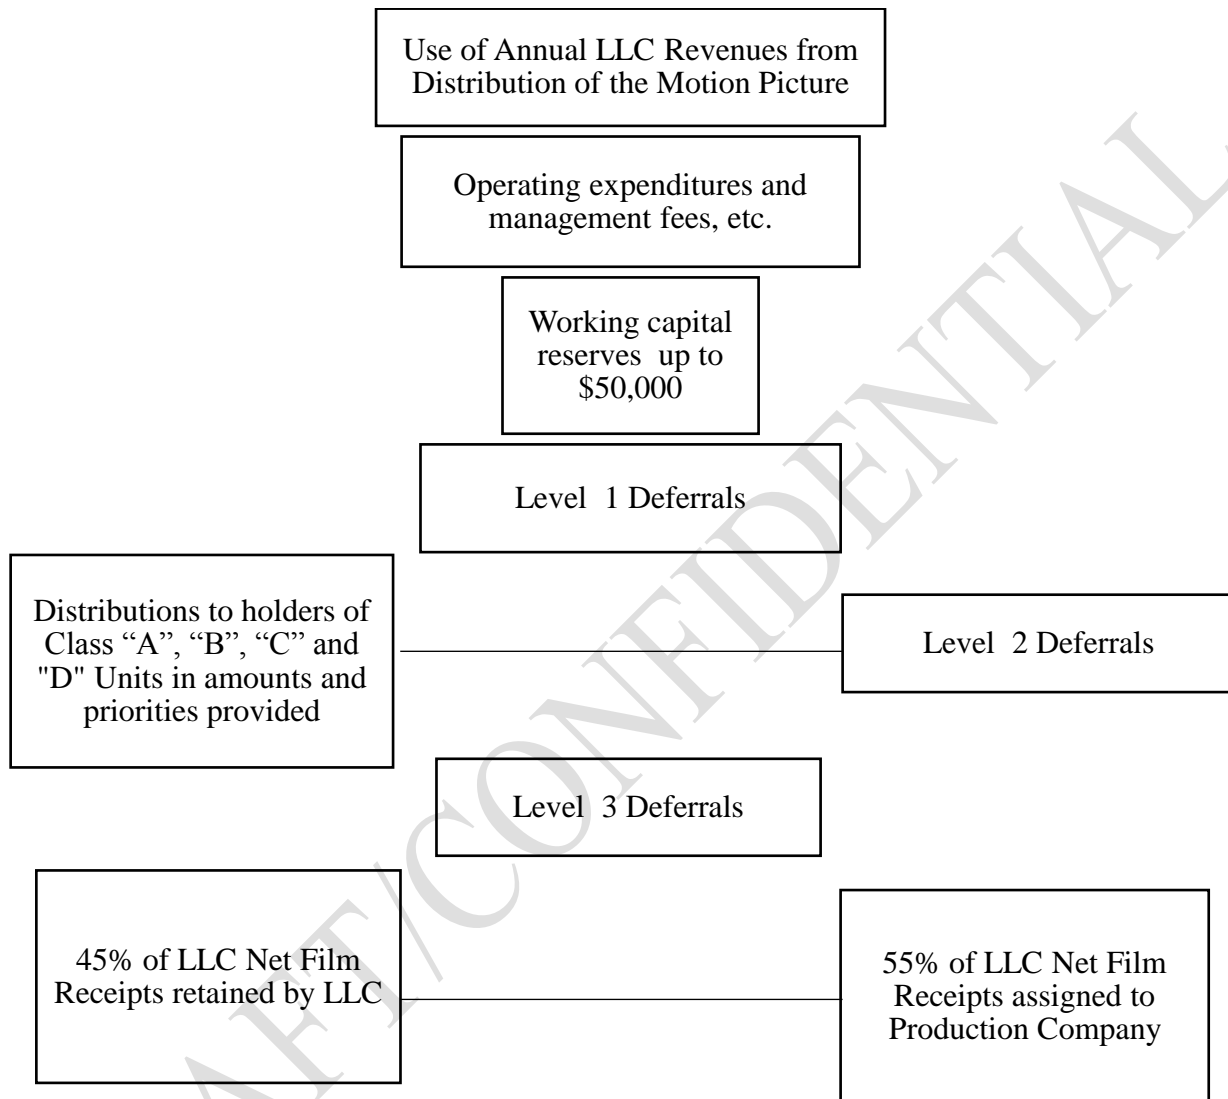 Use of Annual LLC Revenues from
Distribution of the Motion Picture
Operating expenditures and
management fees, etc.
Working capital
reserves  up to
$50,000
Level  1 Deferrals
Distributions to holders of
Class “A”, “B”, “C” and
"D" Units in amounts and
priorities provided
Level  2 Deferrals
Level  3 Deferrals
45% of LLC Net Film
Receipts retained by LLC
55% of LLC Net Film
Receipts assigned to
Production Company
AFT/CONFIDENTIAL